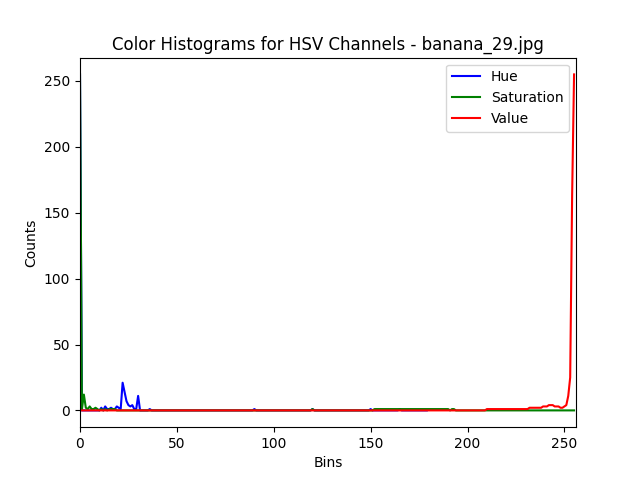 Color Histograms for HSV Channels - banana_29.jpg
Hue
Saturation
Value
Counts
250
200
150
100
50
0
0 50 100 150 200 250
Bins